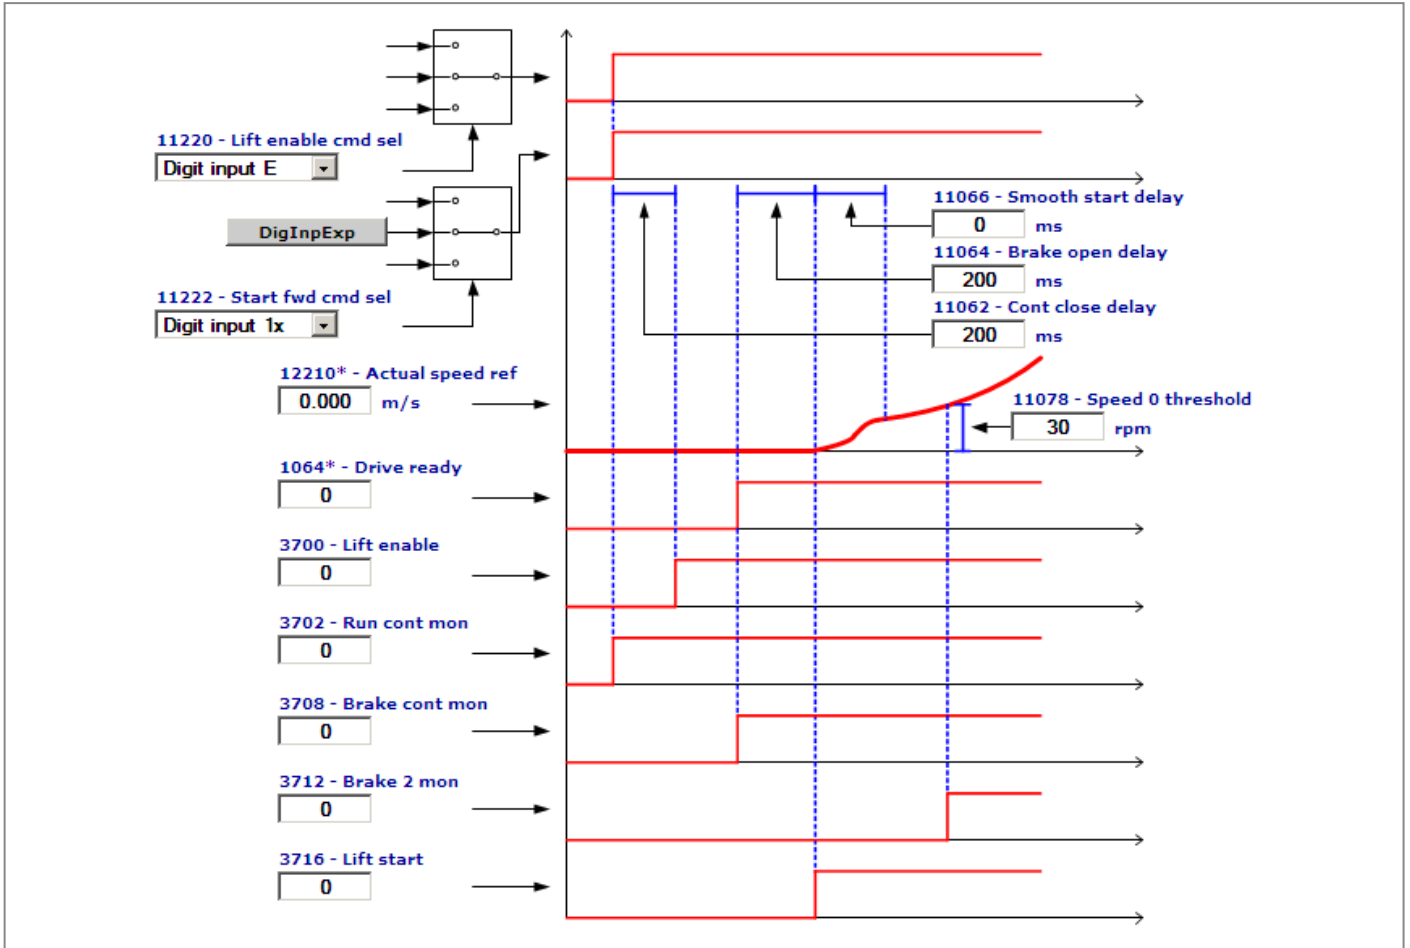 11220 - Lift enable cmd sel
Digit input E
DigInpExp
11222 - Start fwd cmd sel
Digit input 1x
11066 - Smooth start delay
0 ms
11064 - Brake open delay
200 ms
11062 - Cont close delay
200 ms
12210* - Actual speed ref
0.000 m/s
11078 - Speed 0 threshold
30 rpm
1064* - Drive ready
0
3700 - Lift enable
0
3702 - Run cont mon
0
3708 - Brake cont mon
0
3712 - Brake 2 mon
0
3716 - Lift start
0